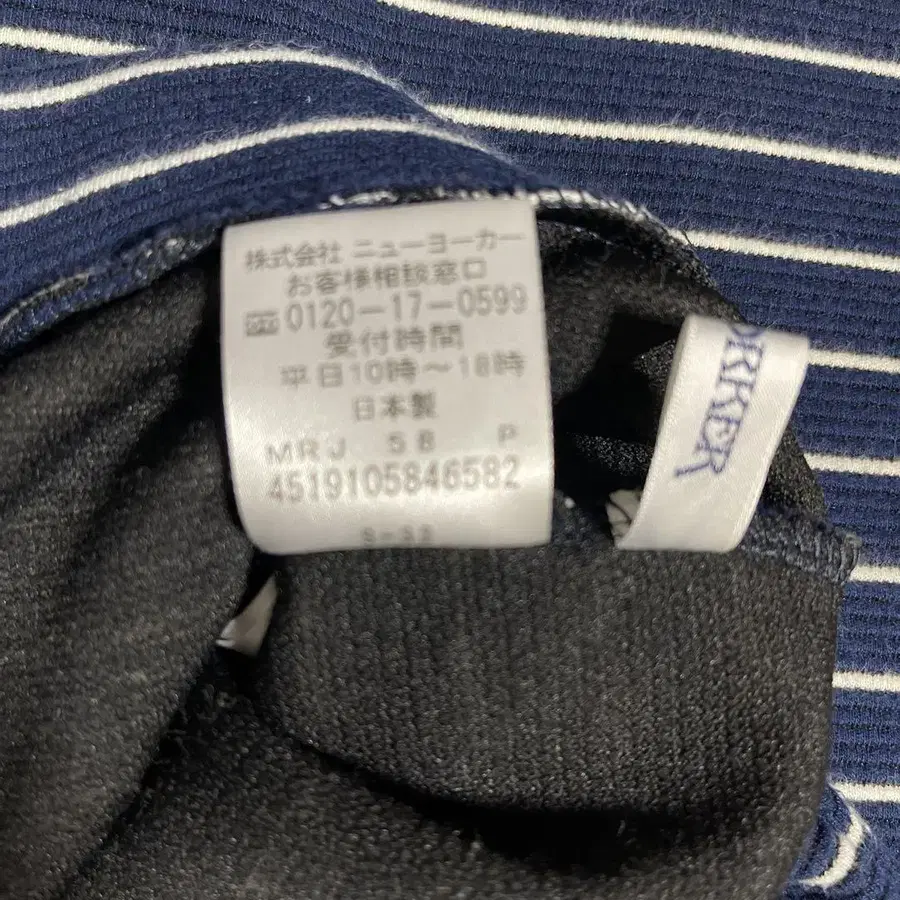 株式会社 ニューヨーカー
お客様相談窓口
0120-17-0599
受付時間
平日10時~18時
日本製
MRJ 58 P
4519105846582
S-32
ORKER